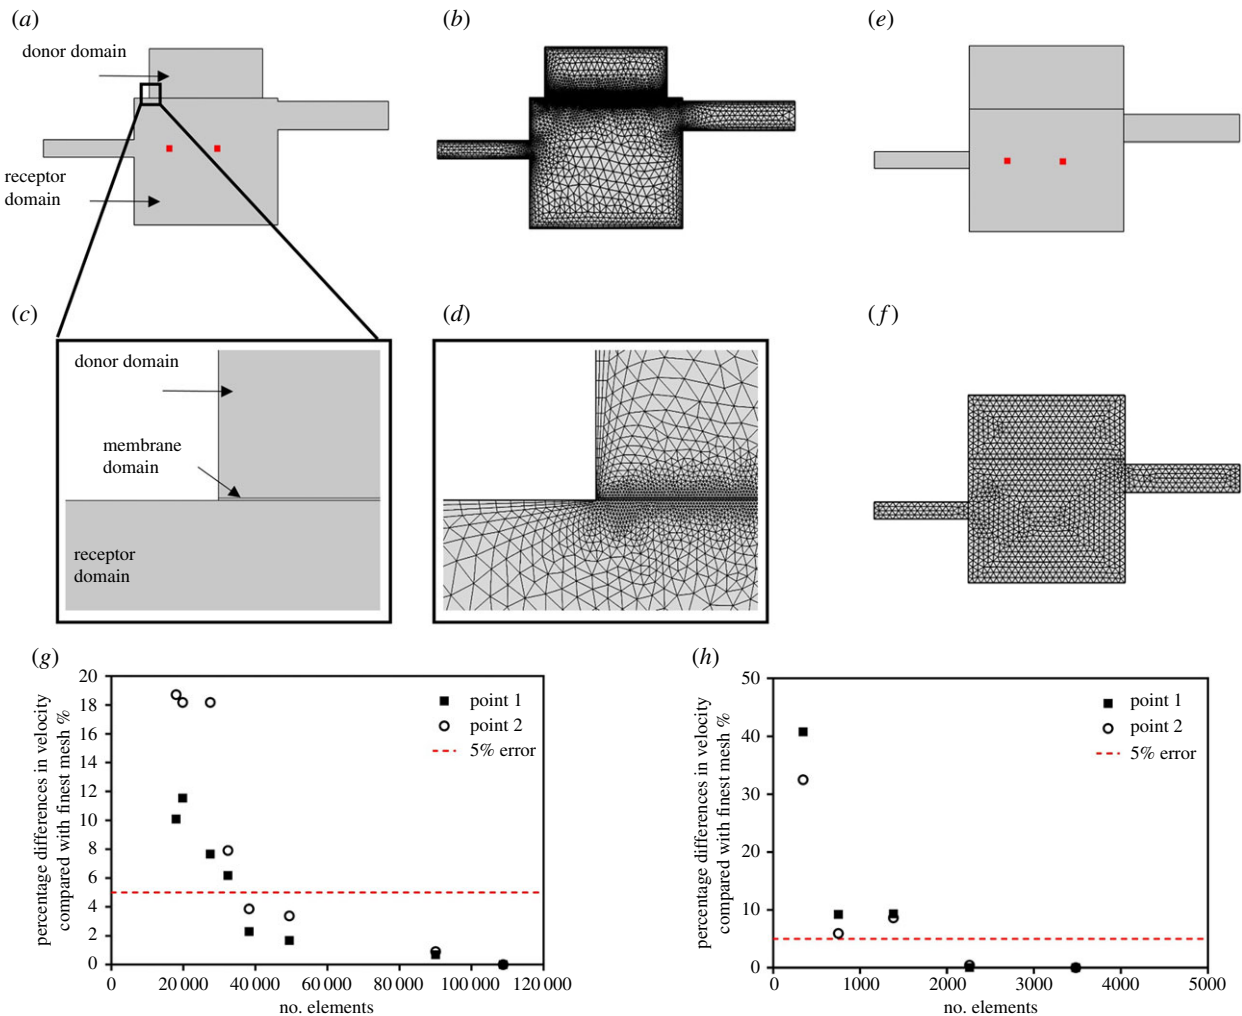 (a)
donor domain
receptor
domain
(b)
(e)
(c)
donor domain
membrane
domain
receptor
domain
(d)
(f)
(g)
percentage differences in velocity
compared with finest mesh %
20
18
16
14
12
10
8
6
4
2
0
0
20 000
40 000
60 000
80 000
100 000
120 000
no. elements
point 1
point 2
5% error
(h)
percentage differences in velocity
compared with finest mesh %
50
40
30
20
10
0
0
1000
2000
3000
4000
5000
no. elements
point 1
point 2
5% error